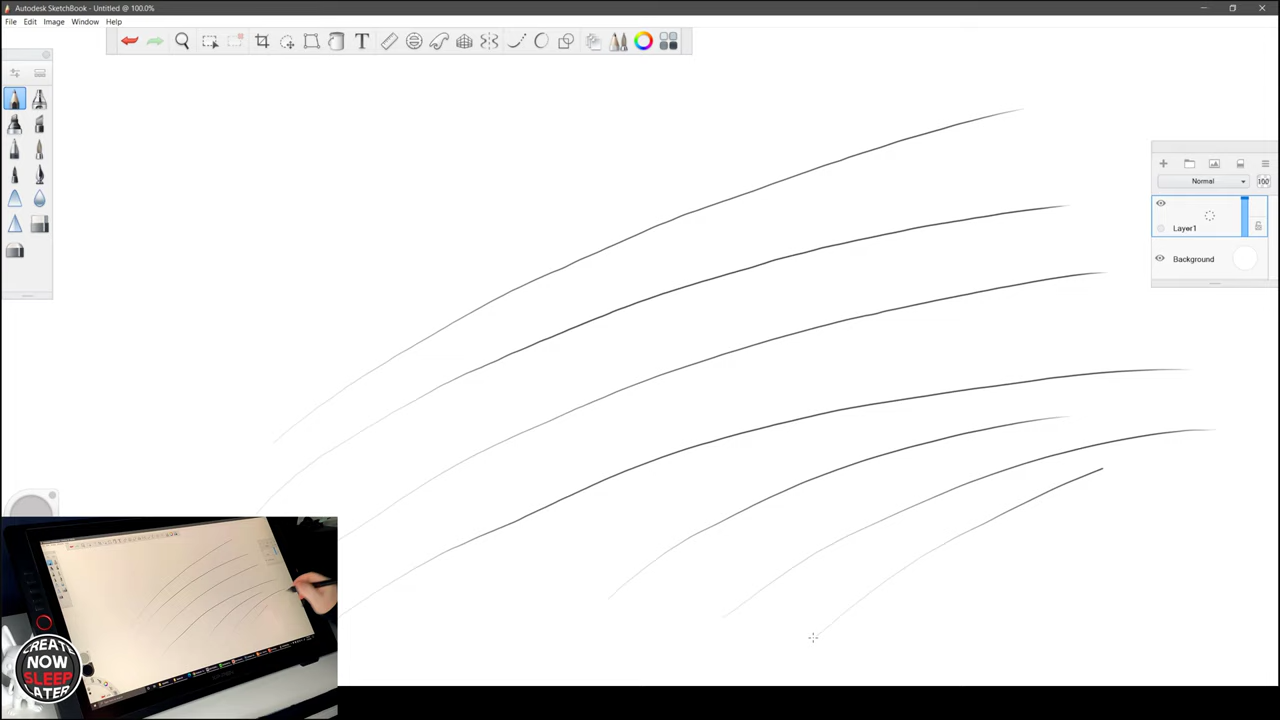 Autodesk SketchBook - Untitled @ 100.0%
File Edit Image Window Help
T
Normal
100
Layer1
Background
CREATE
NOW
SLEEP
LATER